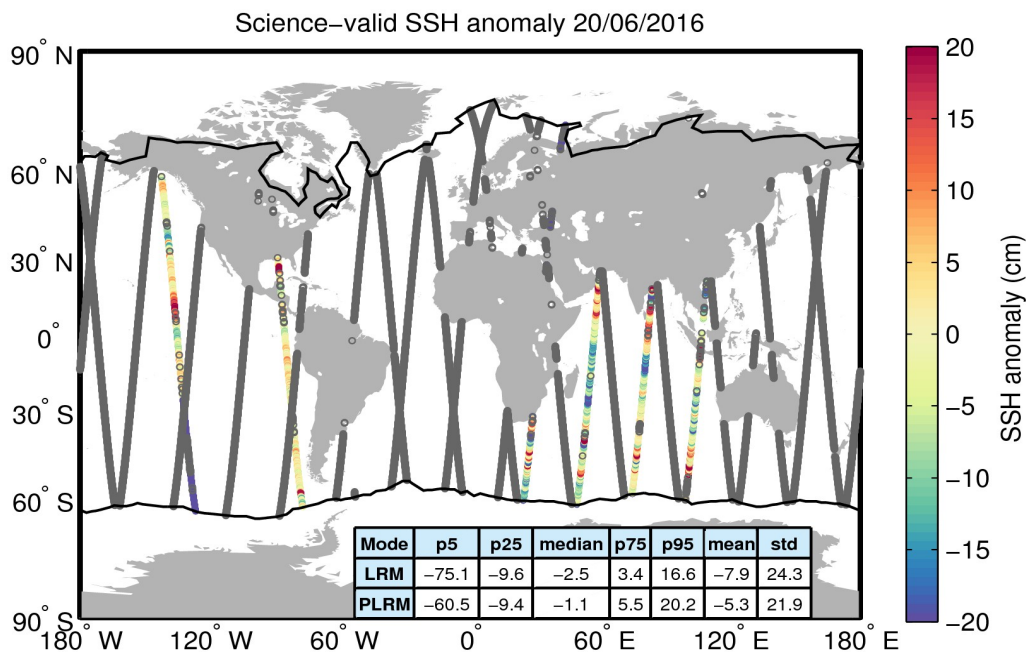 Science−valid SSH anomaly 20/06/2016
90° N
60° N
30° N
0°
30° S
60° S
90° S
180° W
120° W
60° W
0°
60° E
120° E
180° E
Mode p5 p25 median p75 p95 mean std
LRM −75.1 −9.6 −2.5 3.4 16.6 −7.9 24.3
PLRM −60.5 −9.4 −1.1 5.5 20.2 −5.3 21.9
20
15
10
5
0
−5
−10
−15
−20
SSH anomaly (cm)